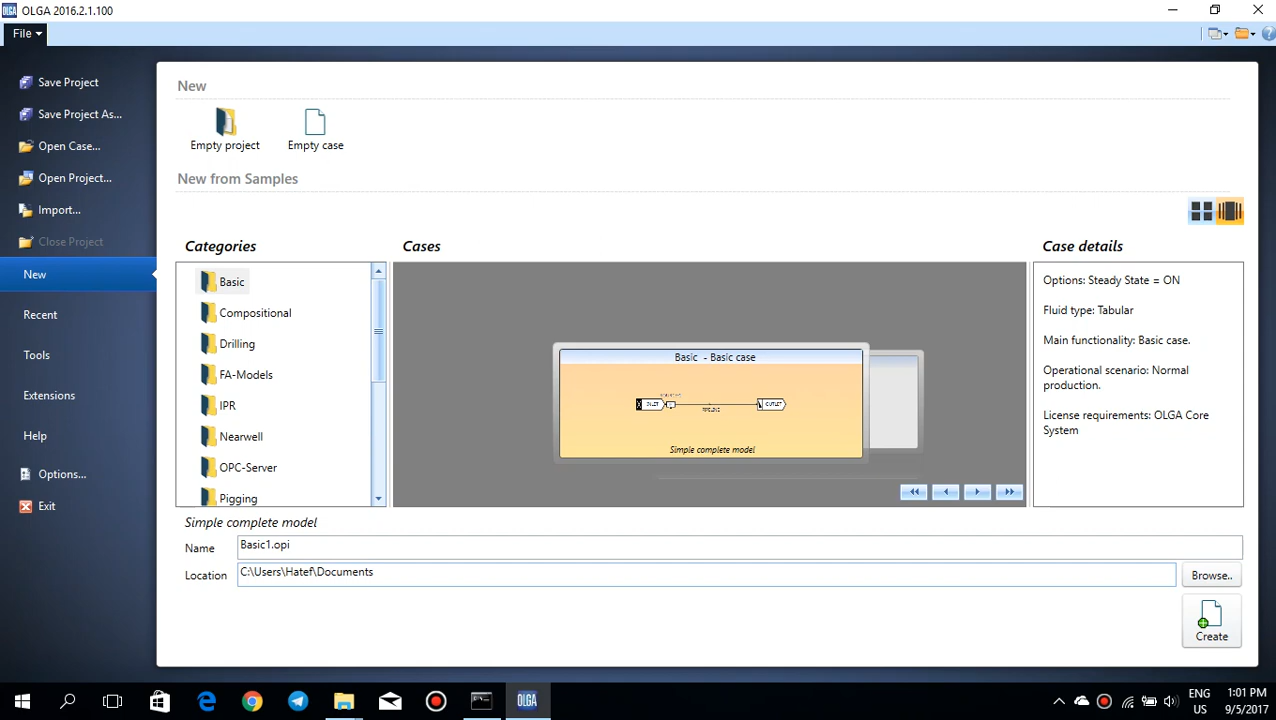 OLGA 2016.2.1.100
File
Save Project
Save Project As...
Open Case...
Open Project...
Import...
Close Project
New
Recent
Tools
Extensions
Help
Options...
Exit
New
Empty project
Empty case
New from Samples
Categories
Basic
Compositional
Drilling
FA-Models
IPR
Nearwell
OPC-Server
Pigging
Cases
Basic - Basic case
INLET
PIPELINE
OUTLET
Simple complete model
Case details
Options: Steady State = ON
Fluid type: Tabular
Main functionality: Basic case.
Operational scenario: Normal
production.
License requirements: OLGA Core
System
Simple complete model
Name
Basic1.opi
Location
C:\Users\Hatef\Documents
Browse..
Create
OLGA
ENG
US
1:01 PM
9/5/2017